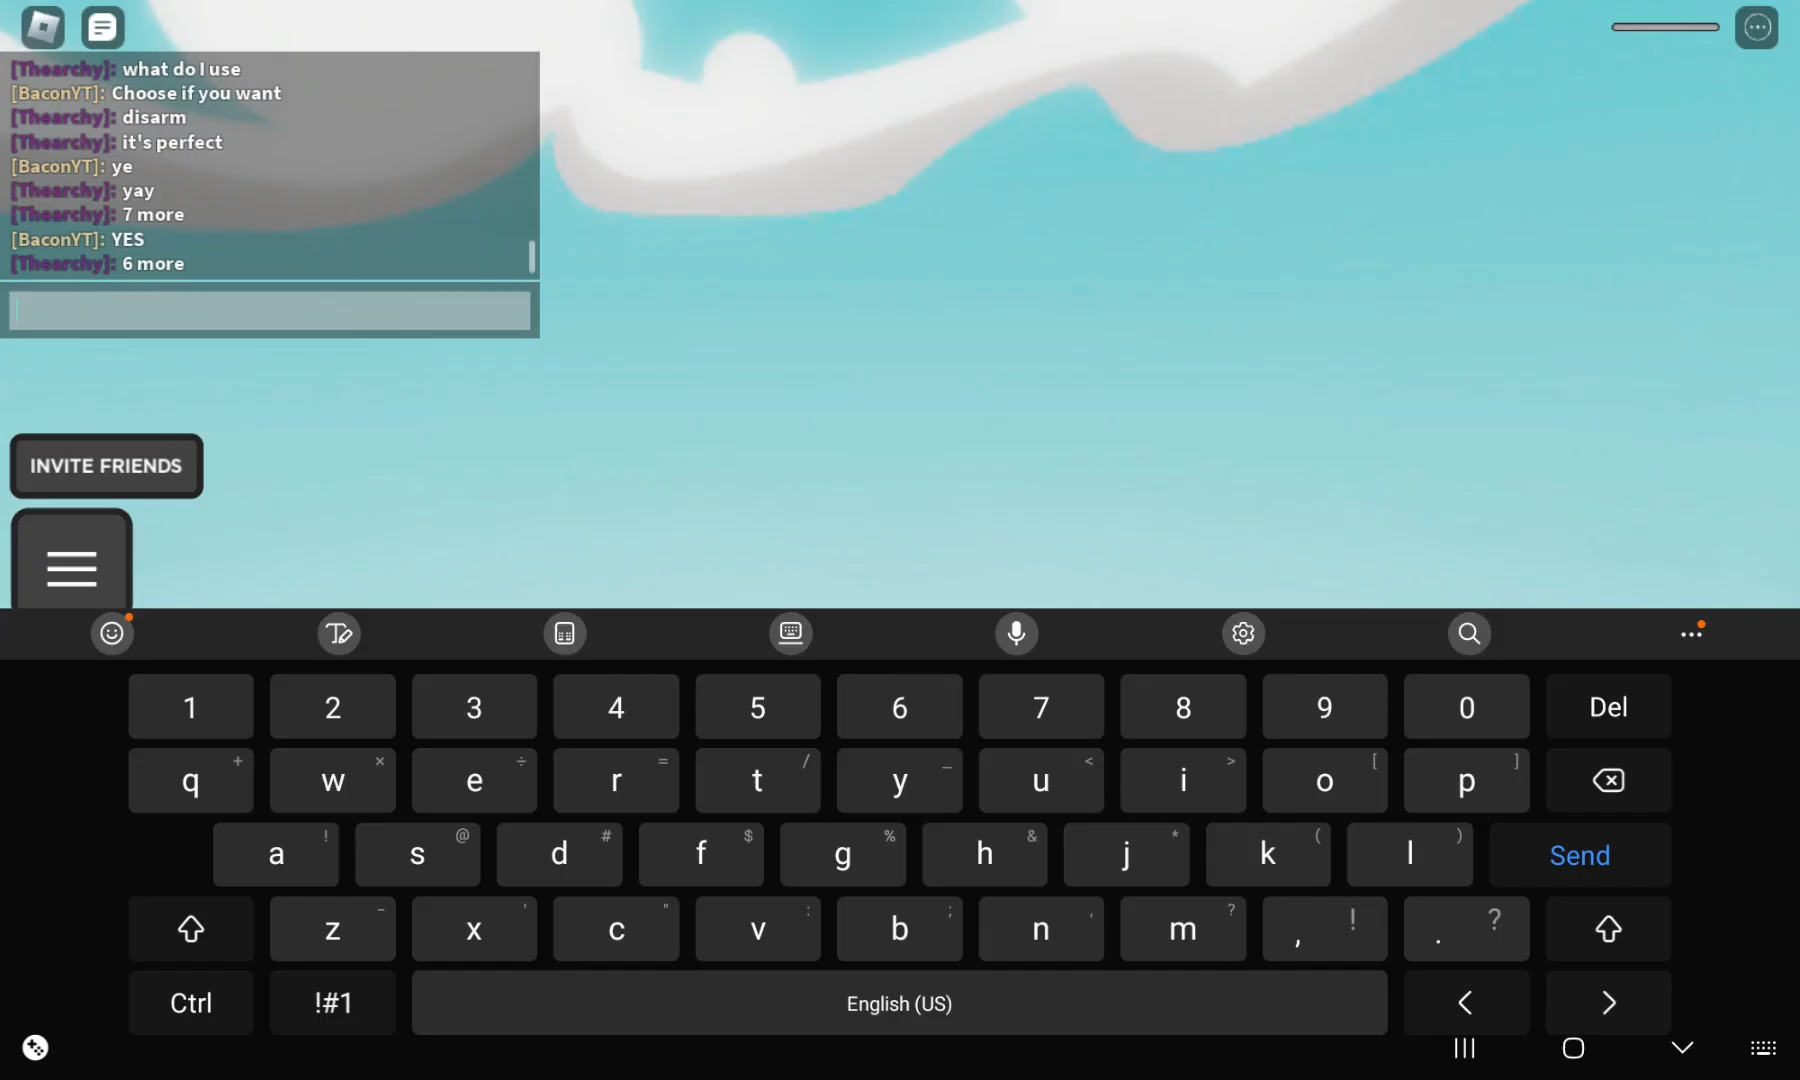 [Thearchy]: what do I use
[BaconYT]: Choose if you want
[Thearchy]: disarm
[Thearchy]: it's perfect
[BaconYT]: ye
[Thearchy]: yay
[Thearchy]: 7 more
[BaconYT]: YES
[Thearchy]: 6 more
INVITE FRIENDS
1 2 3 4 5 6 7 8 9 0 Del
q + w × e ÷ r = t / y _ u < i > o [ p ]
a ! s @ d # f $ g % h & j * k ( l ) Send
z - x ' c " v : b ; n , m ? , ! . ?
Ctrl !#1 English (US) < >